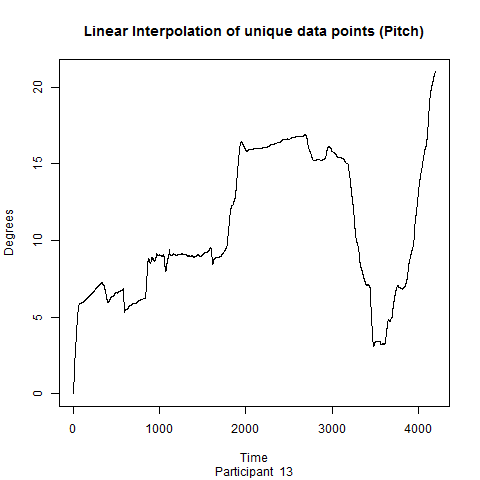 Linear Interpolation of unique data points (Pitch)
20
15
10
5
0
Degrees
0 1000 2000 3000 4000
Time
Participant 13